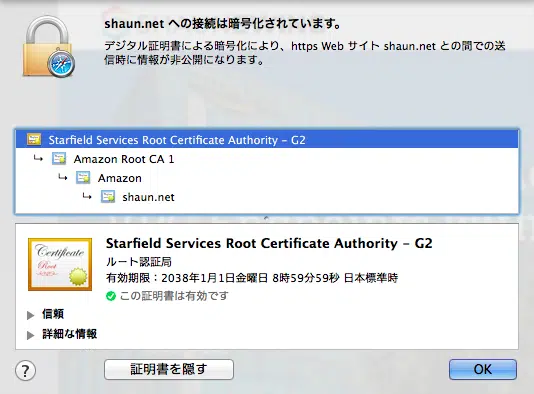 shaun.net への接続は暗号化されています。
デジタル証明書による暗号化により、https Web サイト shaun.net との間での送
信時に情報が非公開になります。
Starfield Services Root Certificate Authority – G2
Amazon Root CA 1
Amazon
shaun.net
Certificate
Root
Starfield Services Root Certificate Authority – G2
ルート認証局
有効期限：2038年1月1日金曜日 8時59分59秒 日本標準時
この証明書は有効です
信頼
詳細な情報
?
証明書を隠す
OK